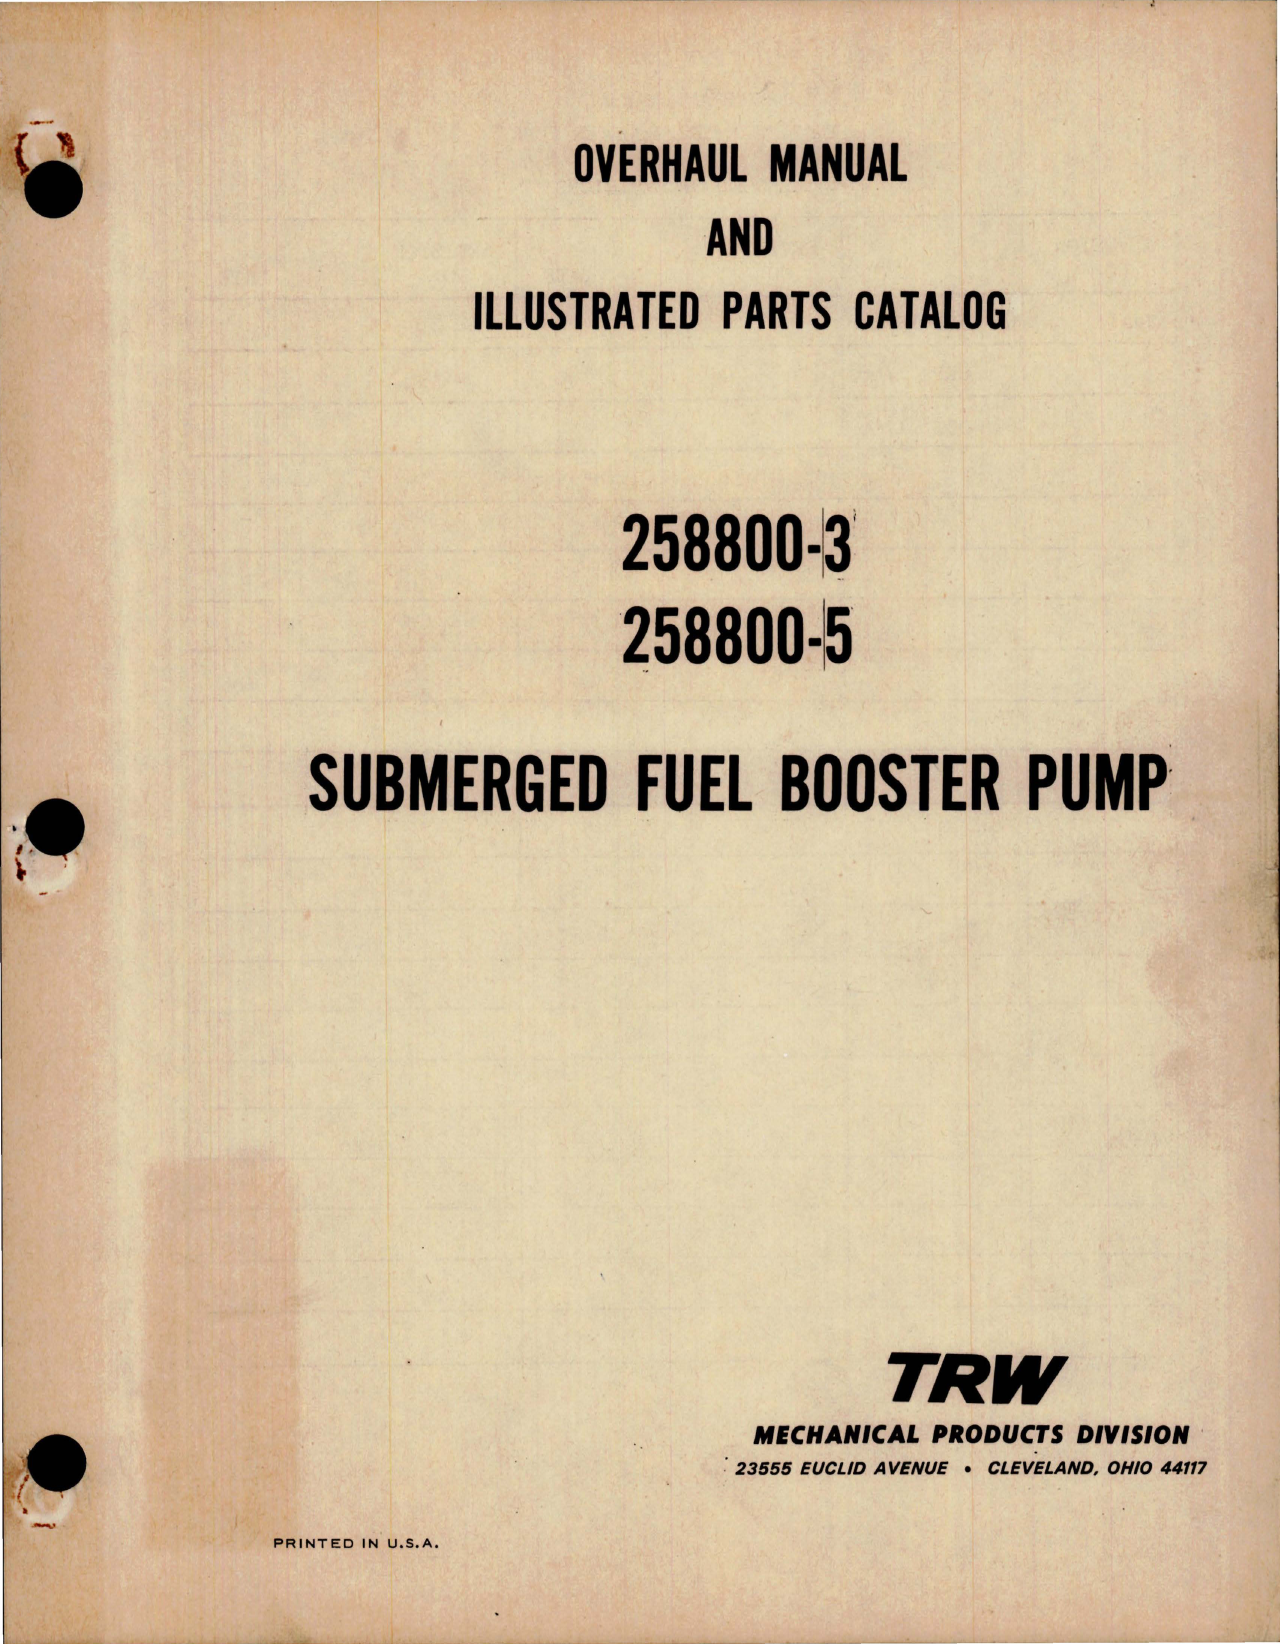 OVERHAUL MANUAL
AND
ILLUSTRATED PARTS CATALOG
258800-3
258800-5
SUBMERGED FUEL BOOSTER PUMP
TRW
MECHANICAL PRODUCTS DIVISION
23555 EUCLID AVENUE • CLEVELAND, OHIO 44117
PRINTED IN U.S.A.